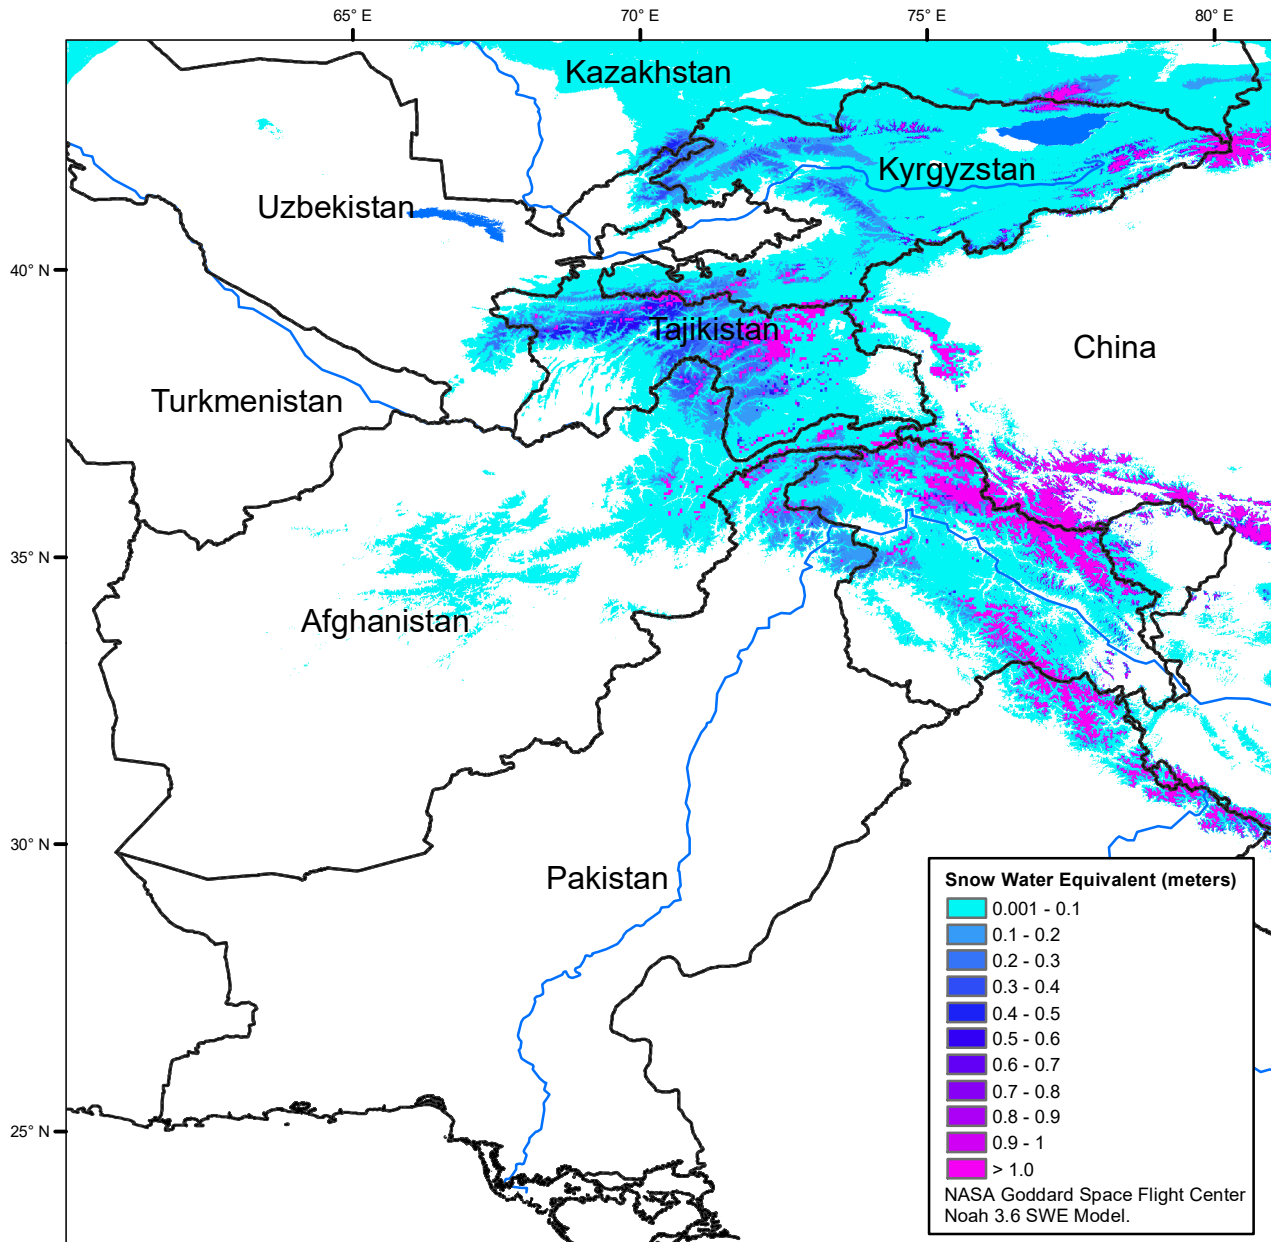 65° E
70° E
75° E
80° E
Kazakhstan
Kyrgyzstan
Uzbekistan
40° N
Tajikistan
China
Turkmenistan
35° N
Afghanistan
30° N
Pakistan
25° N
Snow Water Equivalent (meters)
0.001 - 0.1
0.1 - 0.2
0.2 - 0.3
0.3 - 0.4
0.4 - 0.5
0.5 - 0.6
0.6 - 0.7
0.7 - 0.8
0.8 - 0.9
0.9 - 1
> 1.0
NASA Goddard Space Flight Center
Noah 3.6 SWE Model.